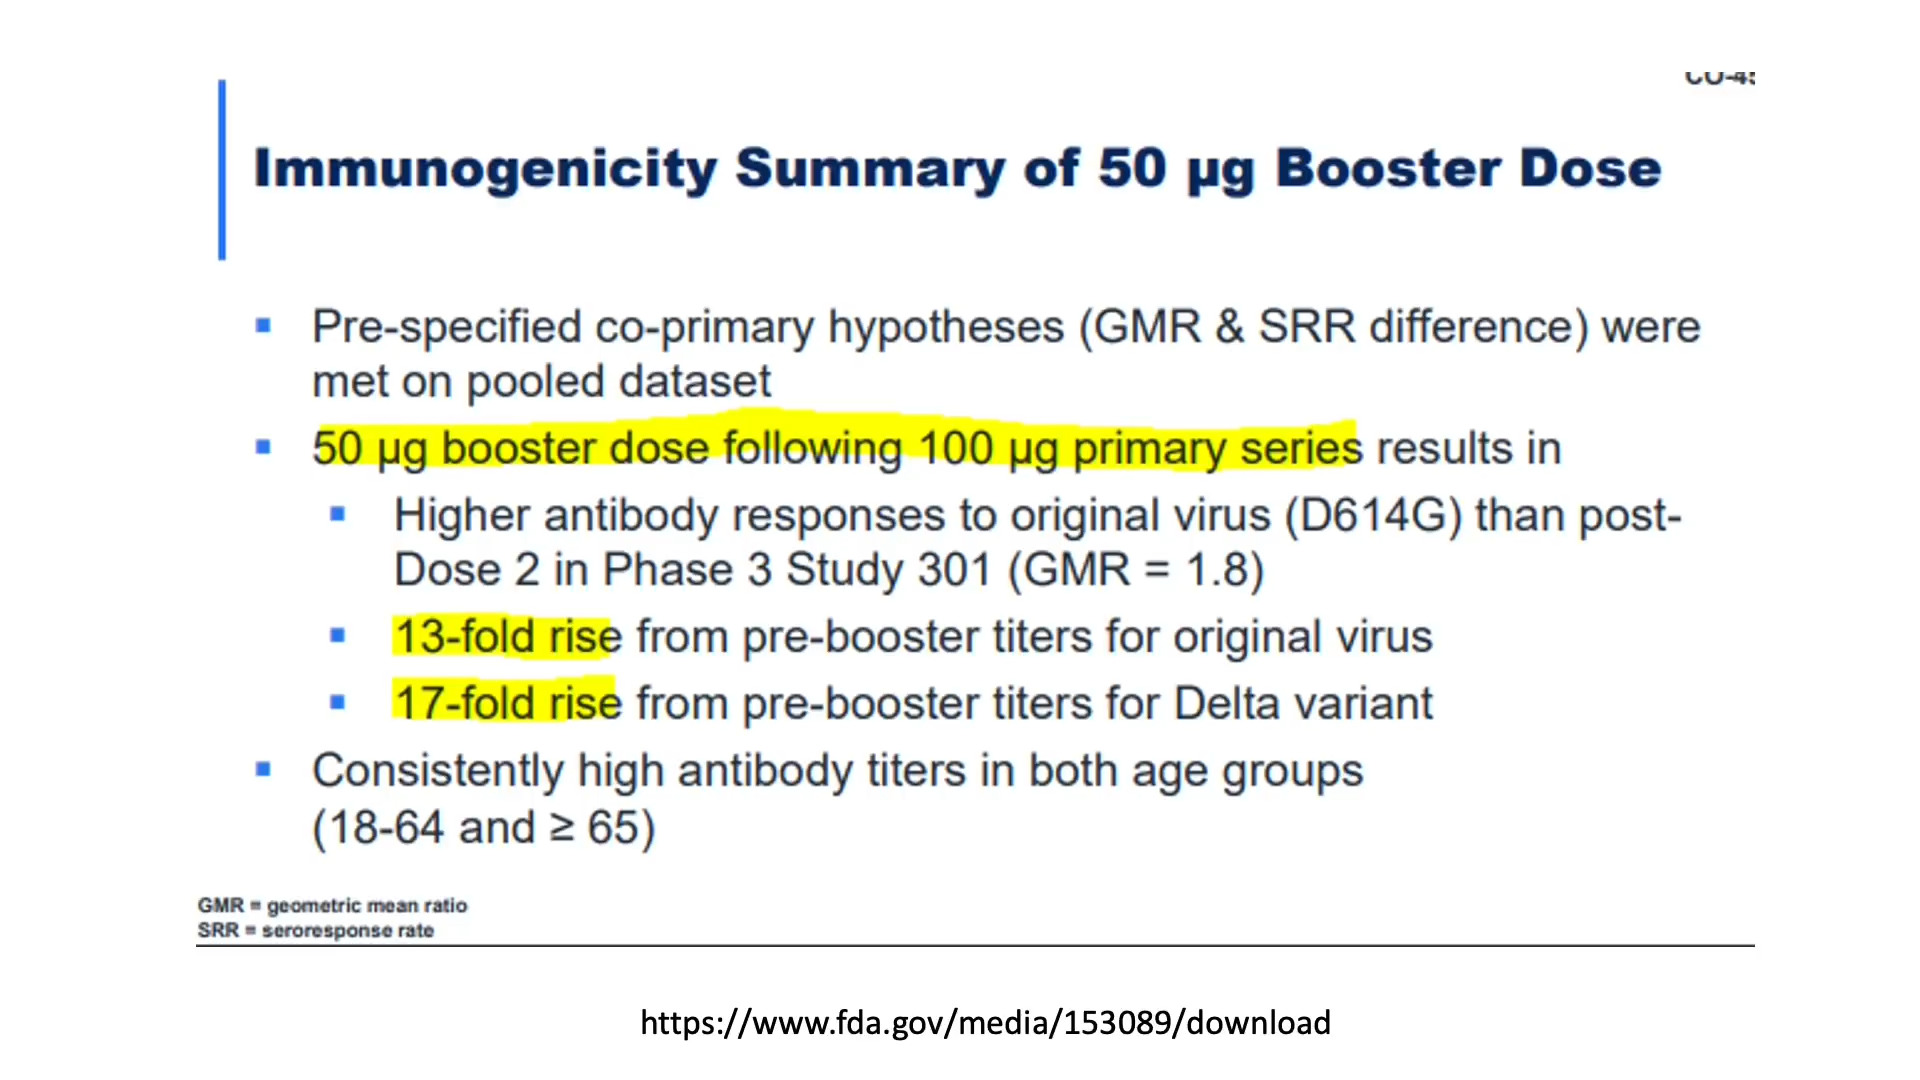 Immunogenicity Summary of 50 µg Booster Dose
▪ Pre-specified co-primary hypotheses (GMR & SRR difference) were
met on pooled dataset
▪ 50 µg booster dose following 100 µg primary series results in
▪ Higher antibody responses to original virus (D614G) than post-
Dose 2 in Phase 3 Study 301 (GMR = 1.8)
▪ 13-fold rise from pre-booster titers for original virus
▪ 17-fold rise from pre-booster titers for Delta variant
▪ Consistently high antibody titers in both age groups
(18-64 and ≥ 65)
GMR = geometric mean ratio
SRR = seroresponse rate
https://www.fda.gov/media/153089/download